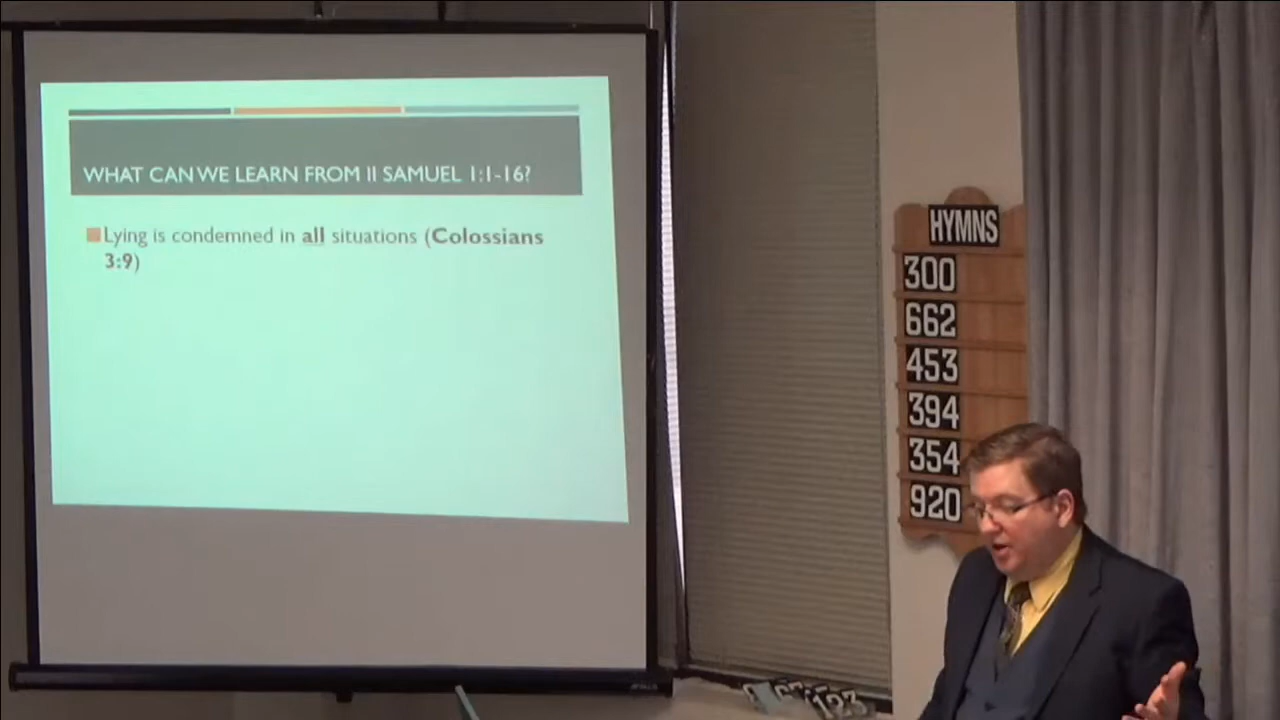 WHAT CAN WE LEARN FROM II SAMUEL 1:1-16?
Lying is condemned in all situations (Colossians
3:9)
HYMNS
300
662
453
394
354
920